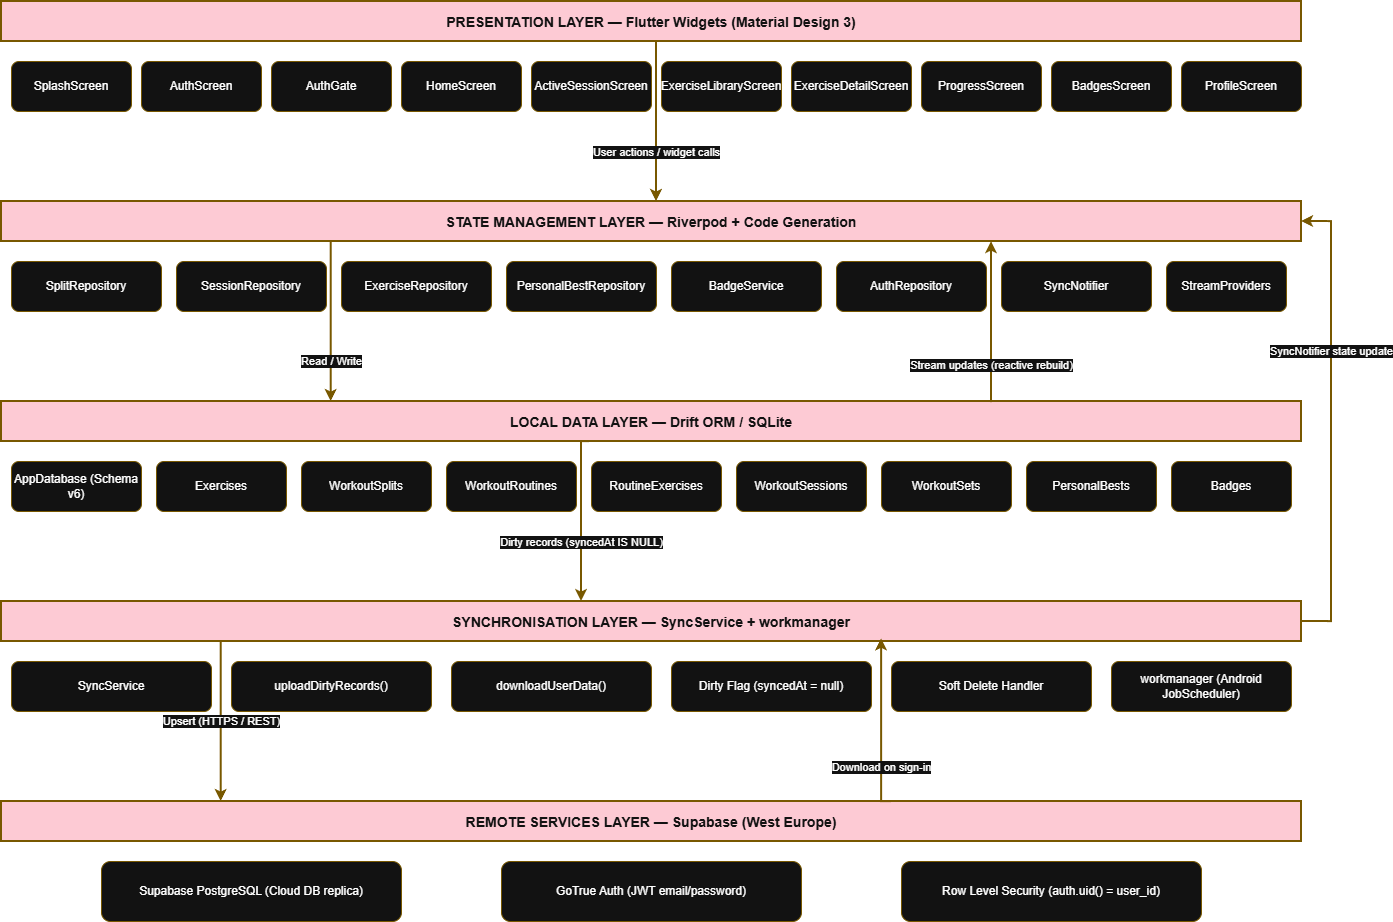 PRESENTATION LAYER — Flutter Widgets (Material Design 3)
SplashScreen
AuthScreen
AuthGate
HomeScreen
ActiveSessionScreen
ExerciseLibraryScreen
ExerciseDetailScreen
ProgressScreen
BadgesScreen
ProfileScreen
User actions / widget calls
STATE MANAGEMENT LAYER — Riverpod + Code Generation
SplitRepository
SessionRepository
ExerciseRepository
PersonalBestRepository
BadgeService
AuthRepository
SyncNotifier
StreamProviders
SyncNotifier state update
Read / Write
Stream updates (reactive rebuild)
LOCAL DATA LAYER — Drift ORM / SQLite
AppDatabase (Schema
v6)
Exercises
WorkoutSplits
WorkoutRoutines
RoutineExercises
WorkoutSessions
WorkoutSets
PersonalBests
Badges
Dirty records (syncedAt IS NULL)
SYNCHRONISATION LAYER — SyncService + workmanager
SyncService
uploadDirtyRecords()
downloadUserData()
Dirty Flag (syncedAt = null)
Soft Delete Handler
workmanager (Android
JobScheduler)
Upsert (HTTPS / REST)
Download on sign-in
REMOTE SERVICES LAYER — Supabase (West Europe)
Supabase PostgreSQL (Cloud DB replica)
GoTrue Auth (JWT email/password)
Row Level Security (auth.uid() = user_id)